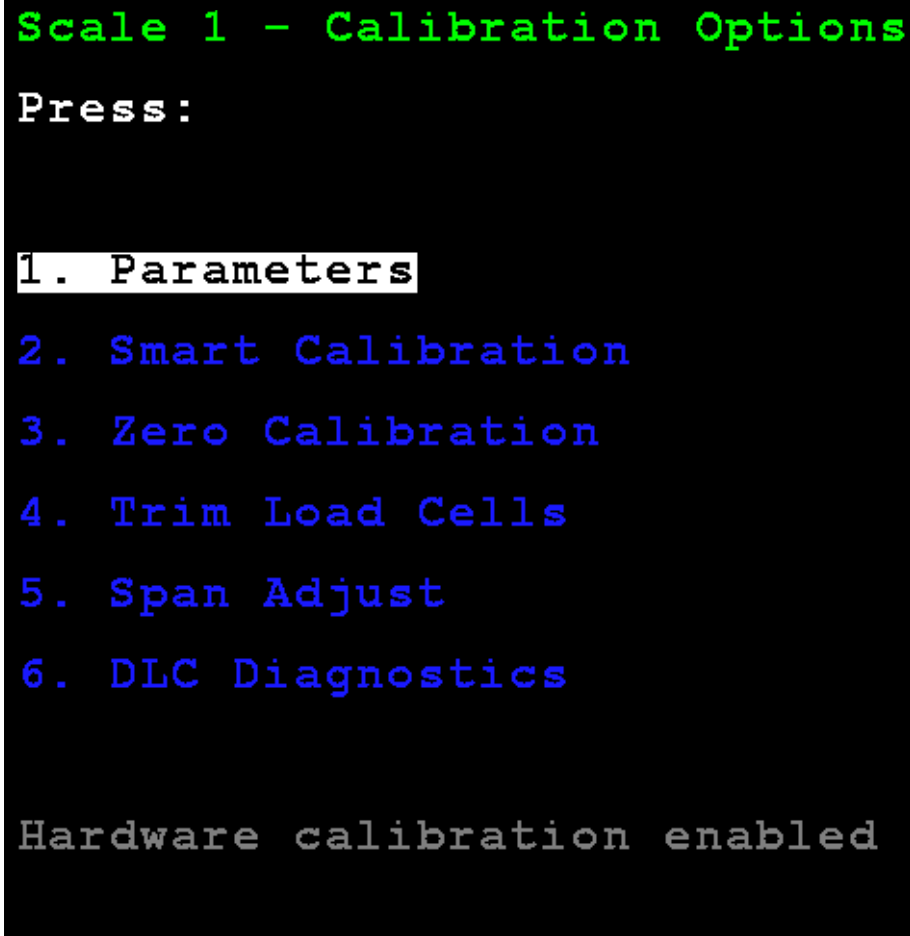 Scale 1 - Calibration Options
Press:
1. Parameters
2. Smart Calibration
3. Zero Calibration
4. Trim Load Cells
5. Span Adjust
6. DLC Diagnostics
Hardware calibration enabled